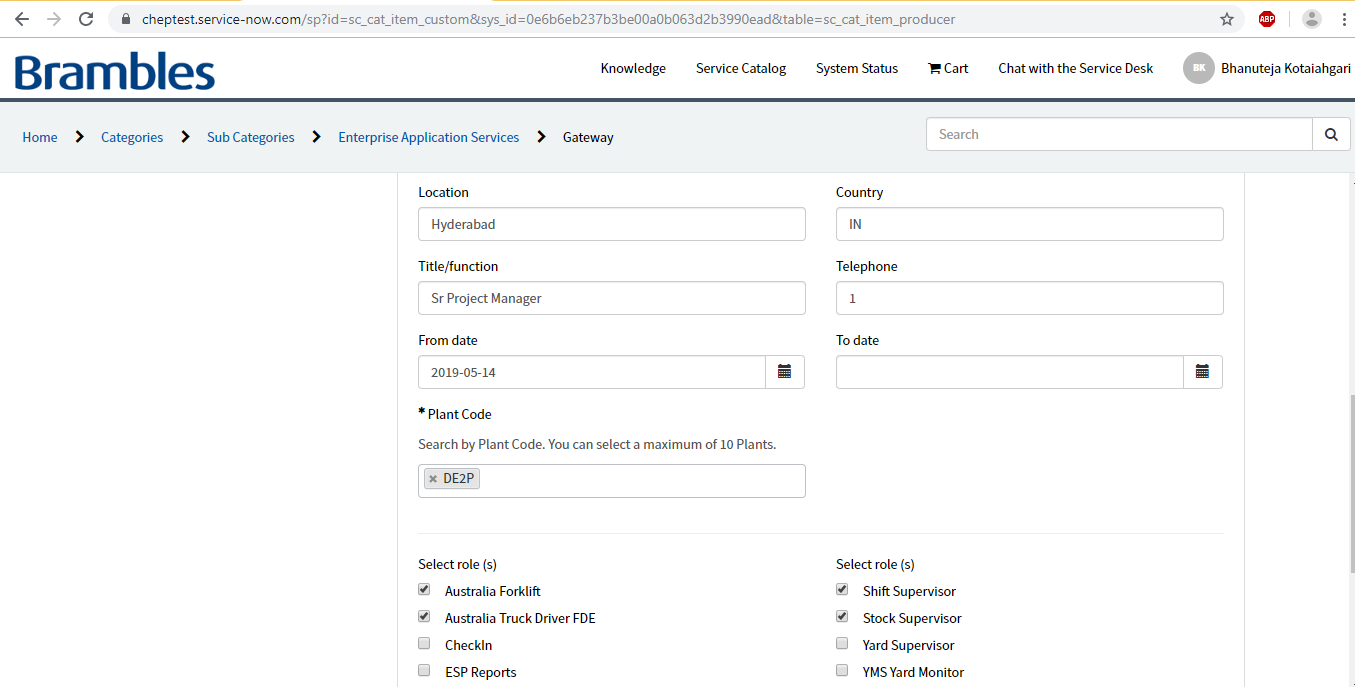 cheptest.service-now.com/sp?id=sc_cat_item_custom&sys_id=0e6b6eb237b3be00a0b063d2b3990ead&table=sc_cat_item_producer
ABP
Brambles
Knowledge Service Catalog System Status Cart Chat with the Service Desk BK Bhanuteja Kotaiahgari
Home Categories Sub Categories Enterprise Application Services Gateway Search
Location Country
Hyderabad IN
Title/function Telephone
Sr Project Manager 1
From date To date
2019-05-14
* Plant Code
Search by Plant Code. You can select a maximum of 10 Plants.
× DE2P
Select role (s) Select role (s)
Australia Forklift Shift Supervisor
Australia Truck Driver FDE Stock Supervisor
CheckIn Yard Supervisor
ESP Reports YMS Yard Monitor